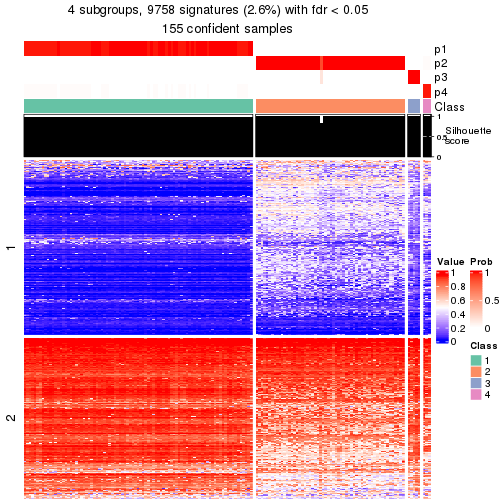 4 subgroups, 9758 signatures (2.6%) with fdr < 0.05
155 confident samples
p1
p2
p3
p4
Class
1
0.5
0
Silhouette
score
1
2
Value
1
0.8
0.6
0.4
0.2
0
Prob
1
0.5
0
Class
1
2
3
4